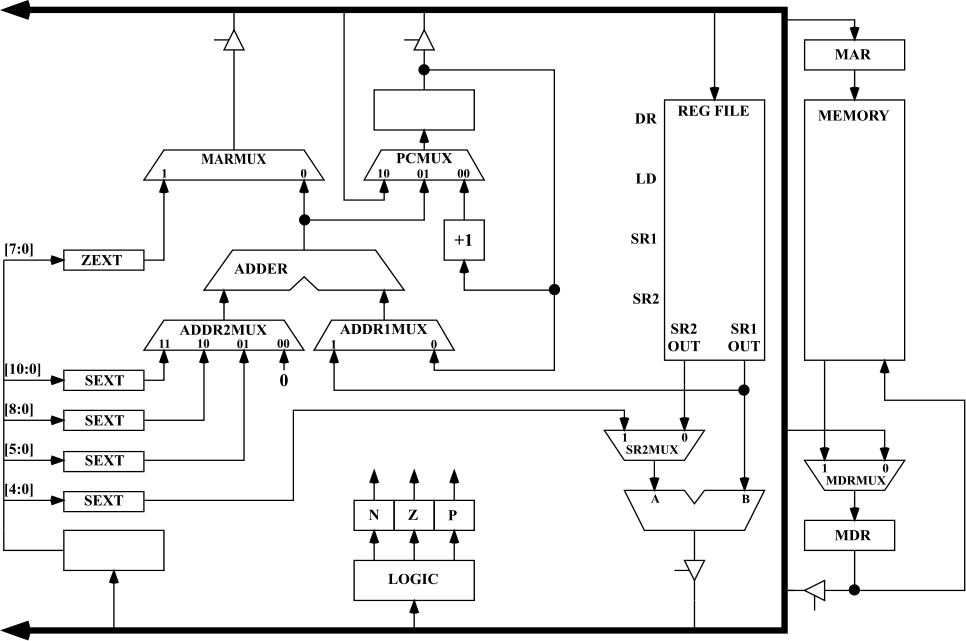 MAR
REG FILE
MEMORY
DR
MARMUX
1 0
PCMUX
10 01 00
LD
+1
SR1
[7:0]
ZEXT
ADDER
SR2
ADDR2MUX
11 10 01 00
ADDR1MUX
1 0
SR2 OUT
SR1 OUT
0
[10:0]
SEXT
[8:0]
SEXT
1 0
SR2MUX
[5:0]
SEXT
1 0
MDRMUX
[4:0]
SEXT
A B
N Z P
MDR
LOGIC